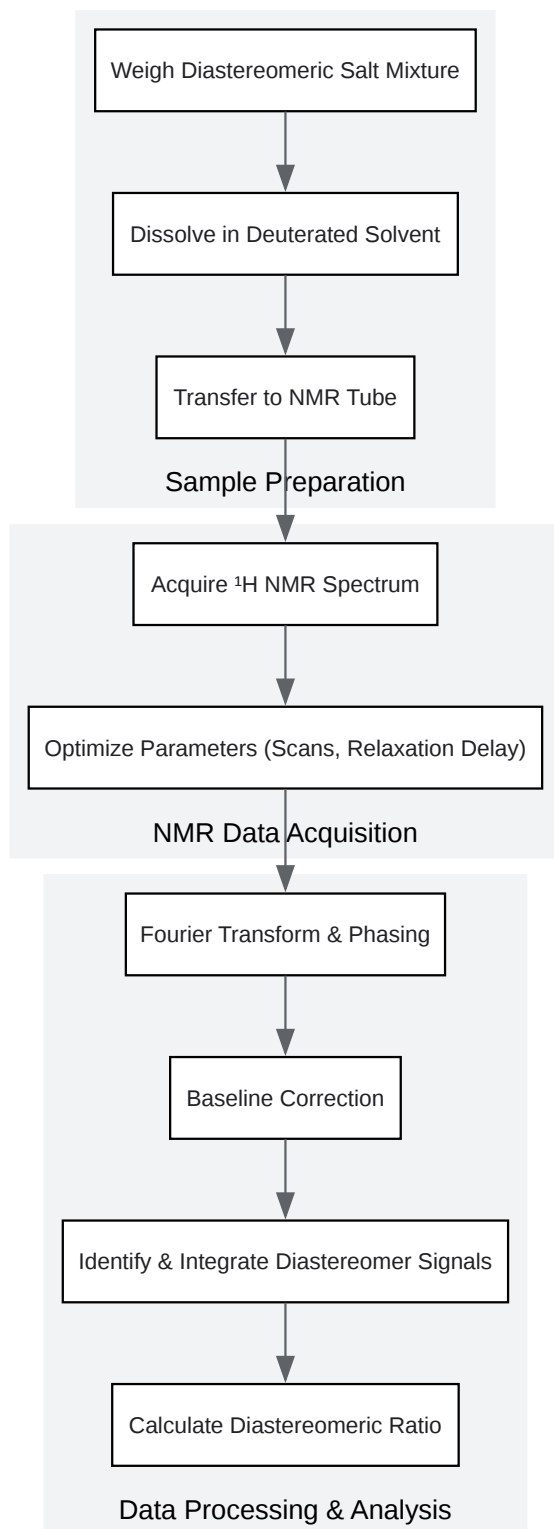 Weigh Diastereomeric Salt Mixture
Dissolve in Deuterated Solvent
Transfer to NMR Tube
Sample Preparation
Acquire ¹H NMR Spectrum
Optimize Parameters (Scans, Relaxation Delay)
NMR Data Acquisition
Fourier Transform & Phasing
Baseline Correction
Identify & Integrate Diastereomer Signals
Calculate Diastereomeric Ratio
Data Processing & Analysis